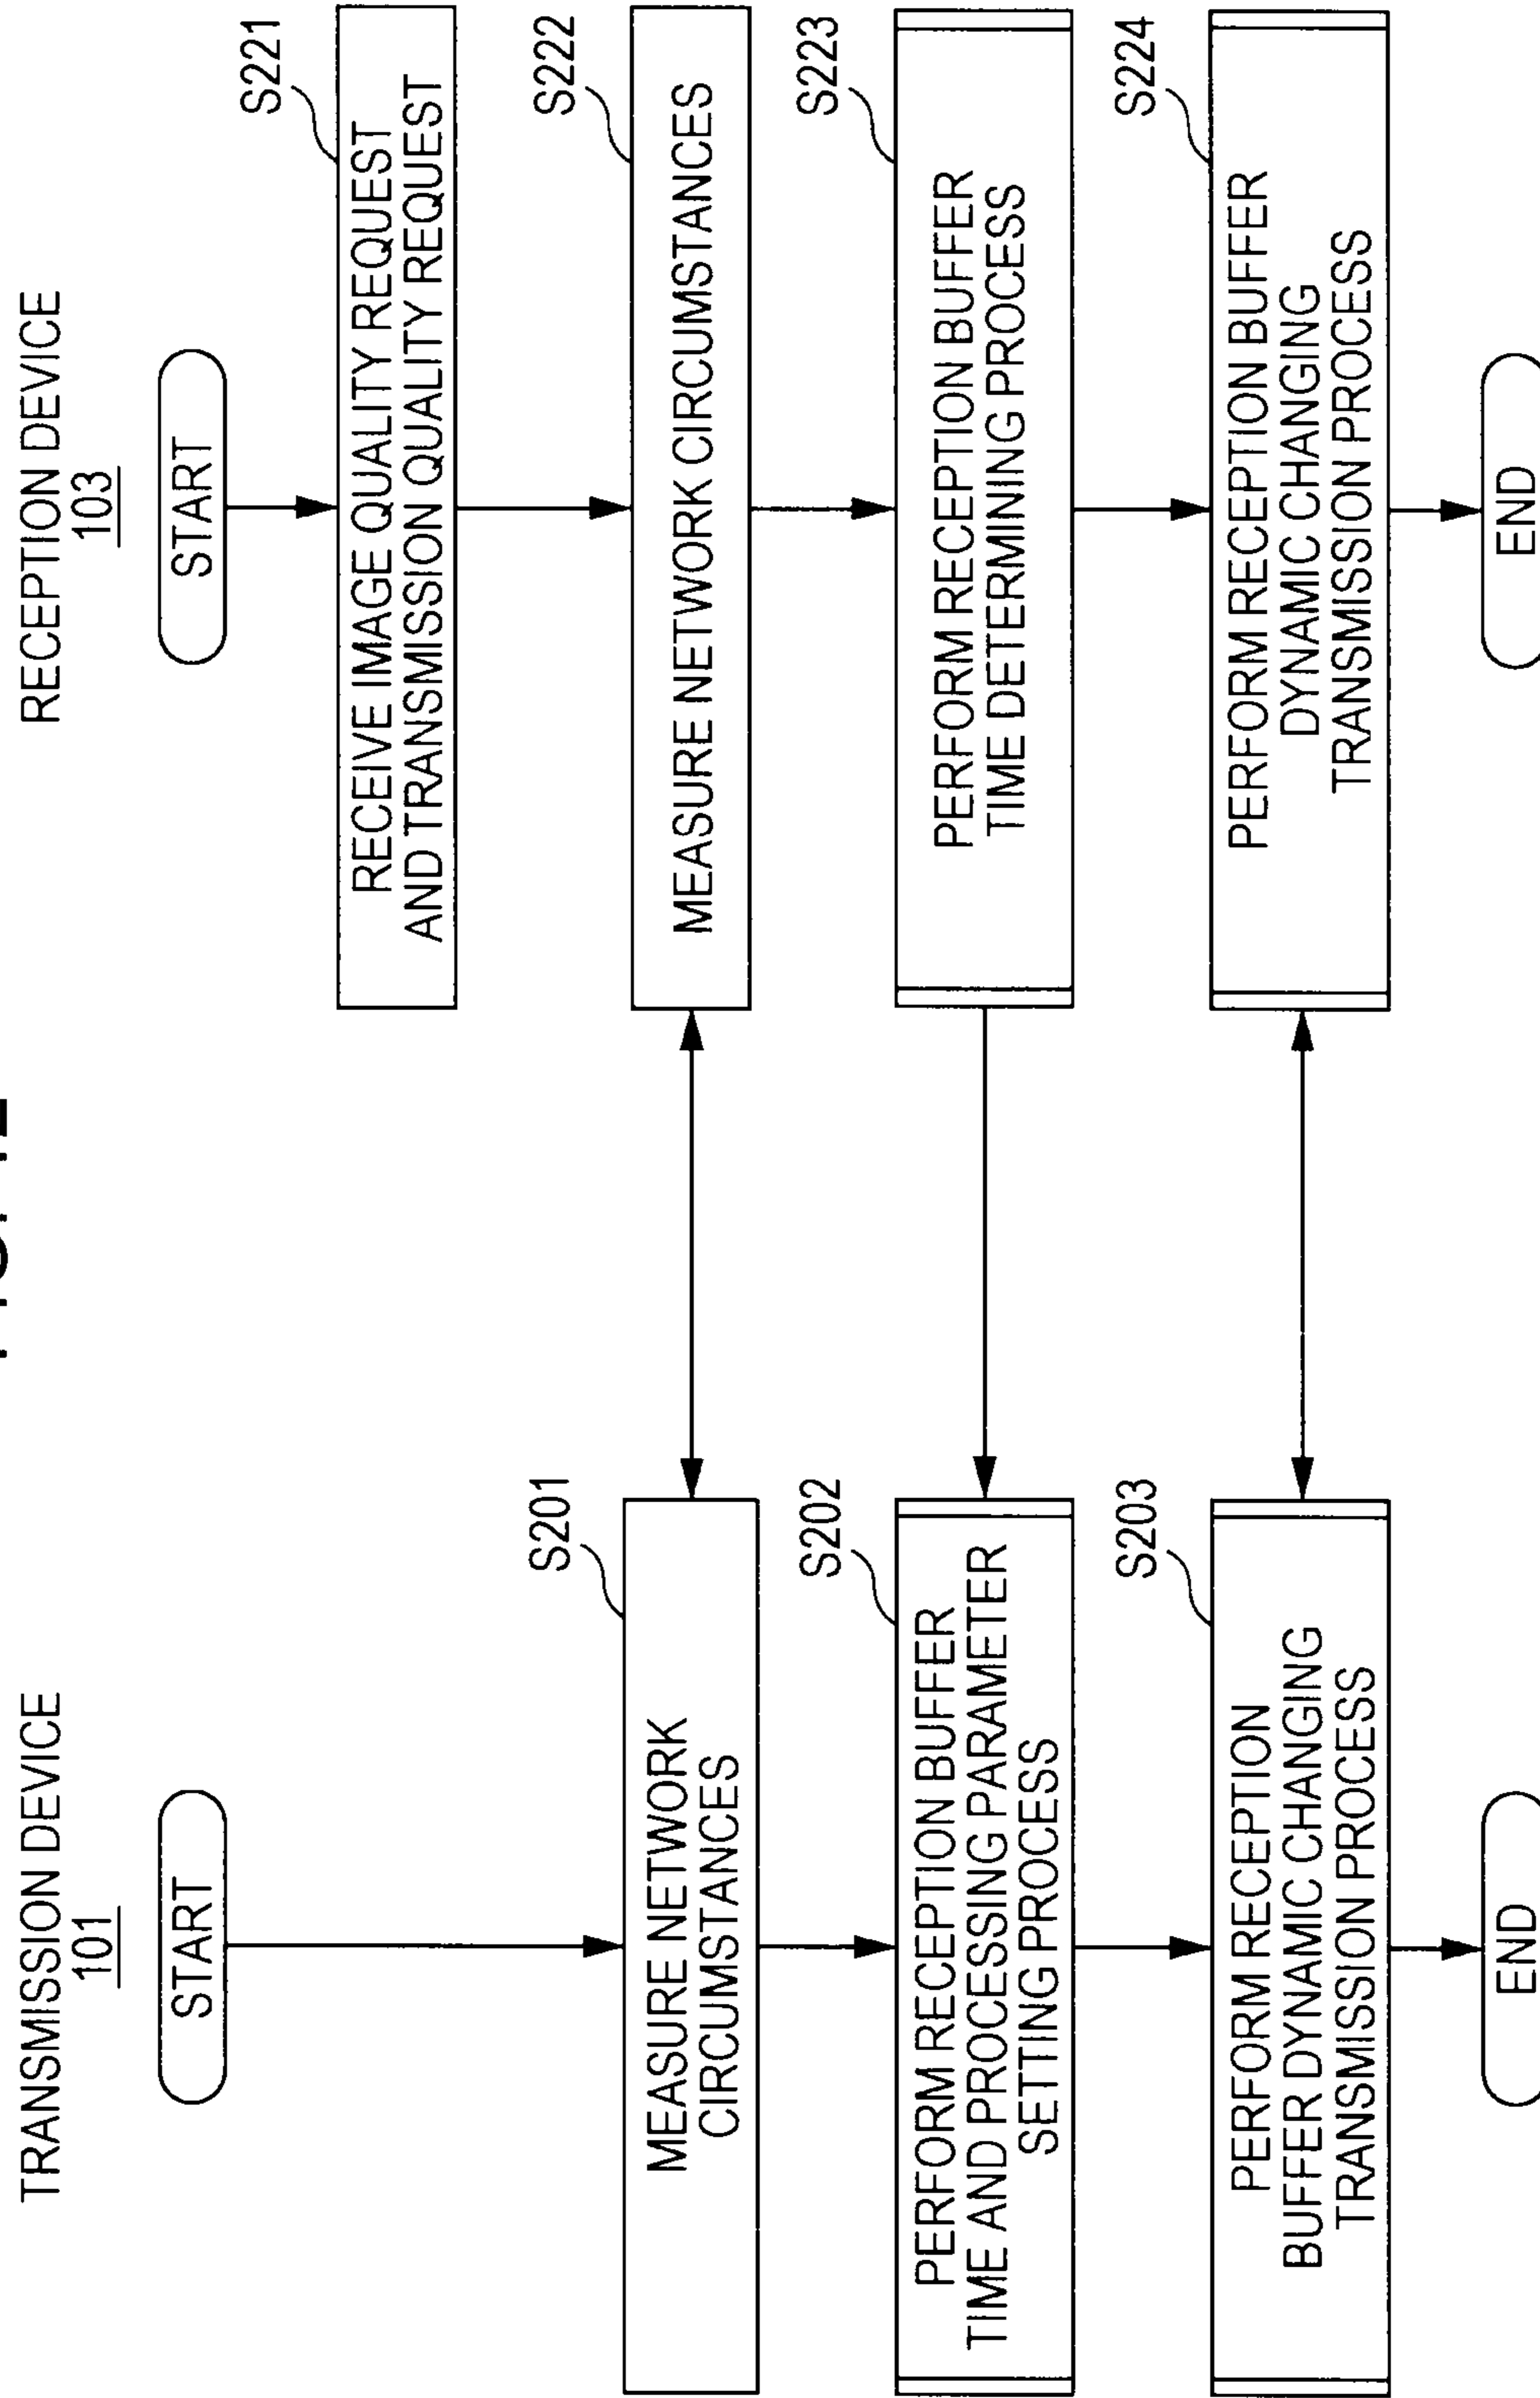 TRANSMISSION DEVICE
101
START
S201
MEASURE NETWORK
CIRCUMSTANCES
S202
PERFORM RECEPTION BUFFER
TIME AND PROCESSING PARAMETER
SETTING PROCESS
S203
PERFORM RECEPTION
BUFFER DYNAMIC CHANGING
TRANSMISSION PROCESS
END
RECEPTION DEVICE
103
START
S221
RECEIVE IMAGE QUALITY REQUEST
AND TRANSMISSION QUALITY REQUEST
S222
MEASURE NETWORK CIRCUMSTANCES
S223
PERFORM RECEPTION BUFFER
TIME DETERMINING PROCESS
S224
PERFORM RECEPTION BUFFER
DYNAMIC CHANGING
TRANSMISSION PROCESS
END